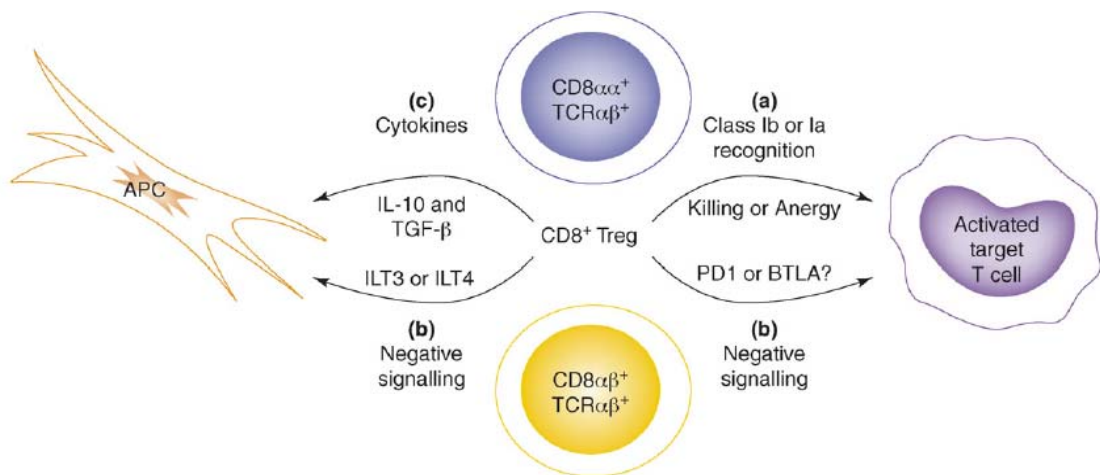 CD8αα⁺
TCRαβ⁺
(c)
Cytokines
(a)
Class Ib or Ia
recognition
APC
IL-10 and
TGF-β
CD8⁺ Treg
Killing or Anergy
Activated
target
T cell
ILT3 or ILT4
PD1 or BTLA?
(b)
Negative
signalling
(b)
Negative
signalling
CD8αβ⁺
TCRαβ⁺